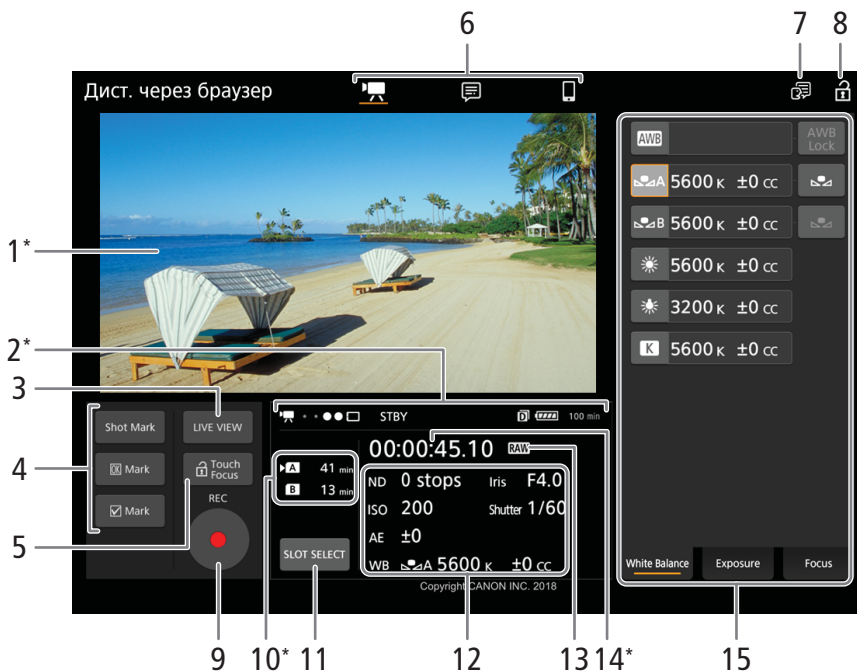 6
7
8
Дист. через браузер
AWB
AWB Lock
A 5600 K ±0 CC
B 5600 K ±0 CC
5600 K ±0 CC
3200 K ±0 CC
K 5600 K ±0 CC
1*
2*
3
4
5
Shot Mark
LIVE VIEW
OK Mark
Touch Focus
Mark
REC
STBY
D
100 min
00:00:45.10 RAW
A 41 min
B 13 min
ND 0 stops Iris F4.0
ISO 200 Shutter 1/60
AE ±0
WB A 5600 K ±0 CC
SLOT SELECT
Copyright CANON INC. 2018
White Balance
Exposure
Focus
9
10*
11
12
13
14*
15